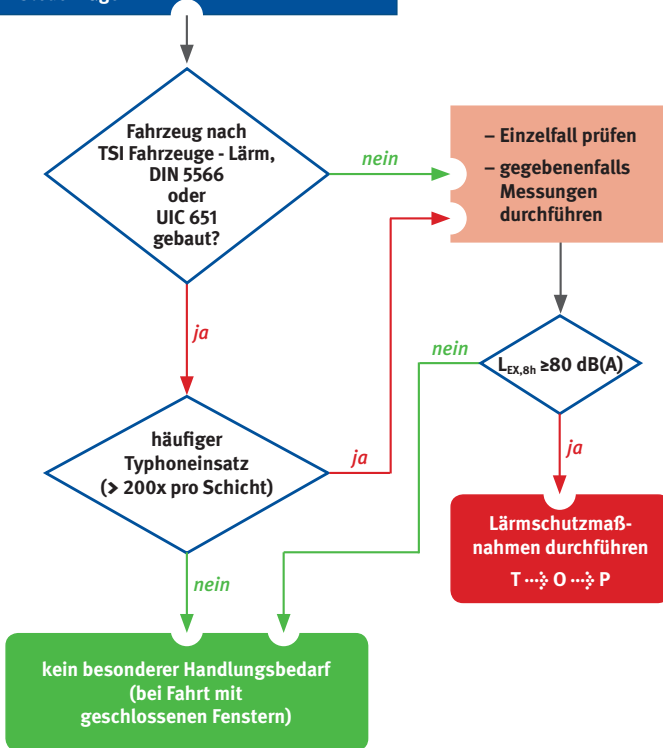 Fahrzeug nach
TSI Fahrzeuge - Lärm,
DIN 5566
oder
UIC 651
gebaut?
nein
– Einzelfall prüfen
– gegebenenfalls
Messungen
durchführen
ja
nein
L_EX,8h ≥80 dB(A)
häufiger
Typhoneinsatz
(> 200x pro Schicht)
ja
ja
Lärmschutzmaß-
nahmen durchführen
T ···> O ···> P
nein
kein besonderer Handlungsbedarf
(bei Fahrt mit
geschlossenen Fenstern)